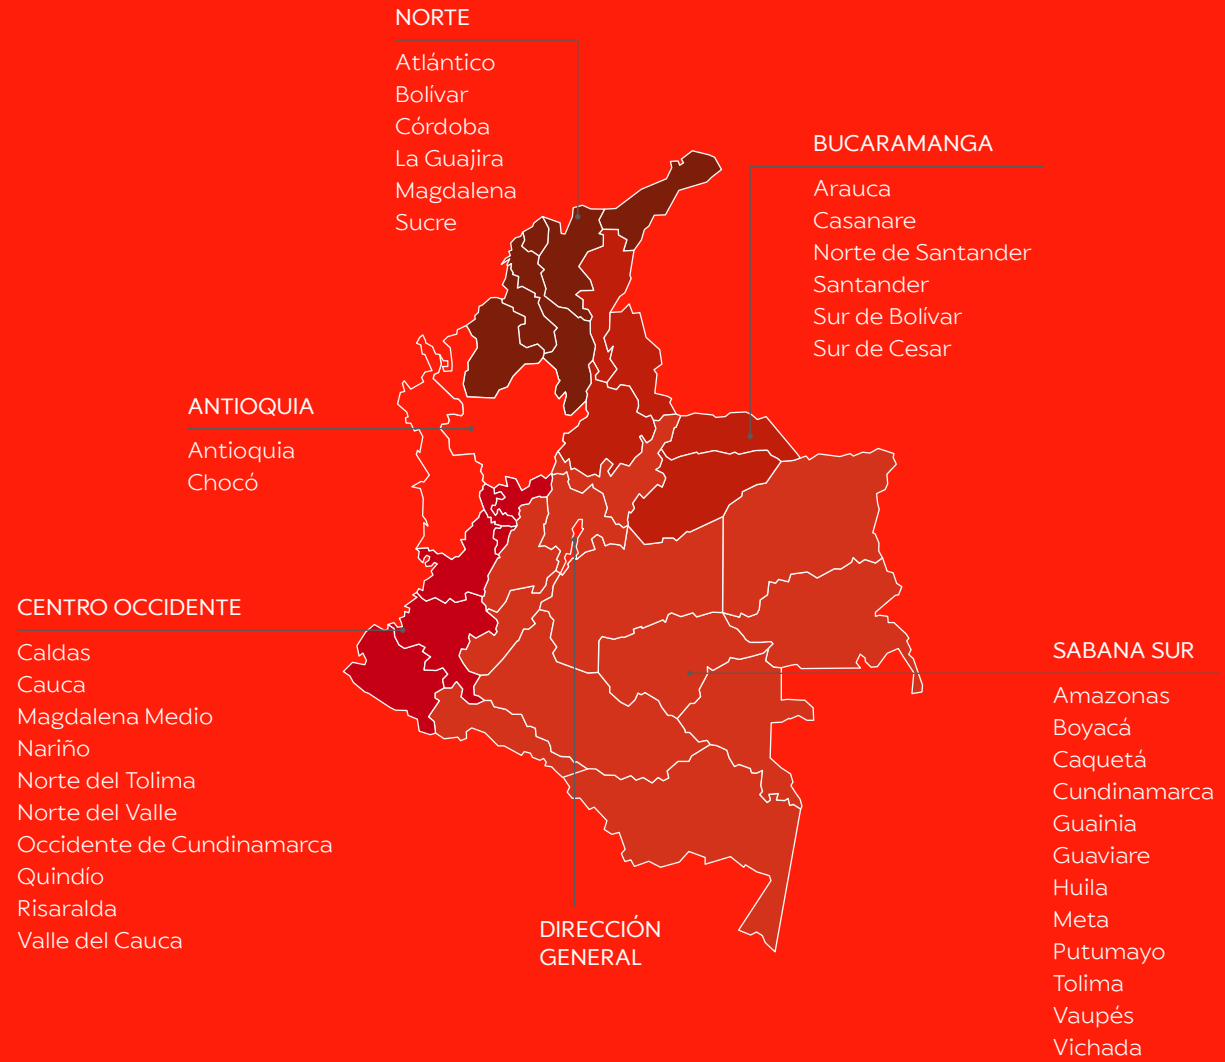 NORTE
Atlántico
Bolívar
Córdoba
La Guajira
Magdalena
Sucre
BUCARAMANGA
Arauca
Casanare
Norte de Santander
Santander
Sur de Bolívar
Sur de Cesar
ANTIOQUIA
Antioquia
Chocó
CENTRO OCCIDENTE
Caldas
Cauca
Magdalena Medio
Nariño
Norte del Tolima
Norte del Valle
Occidente de Cundinamarca
Quindío
Risaralda
Valle del Cauca
SABANA SUR
Amazonas
Boyacá
Caquetá
Cundinamarca
Guainia
Guaviare
Huila
Meta
Putumayo
Tolima
Vaupés
Vichada
DIRECCIÓN
GENERAL